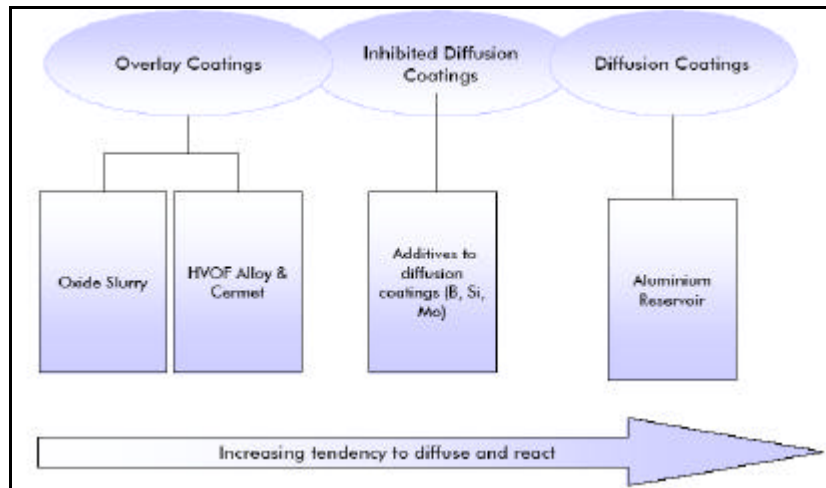 Overlay Coatings
Inhibited Diffusion
Coatings
Diffusion Coatings
Oxide Slurry
HVOF Alloy &
Cermet
Additives to
diffusion
coatings (B, Si,
Mo)
Aluminium
Reservoir
Increasing tendency to diffuse and react